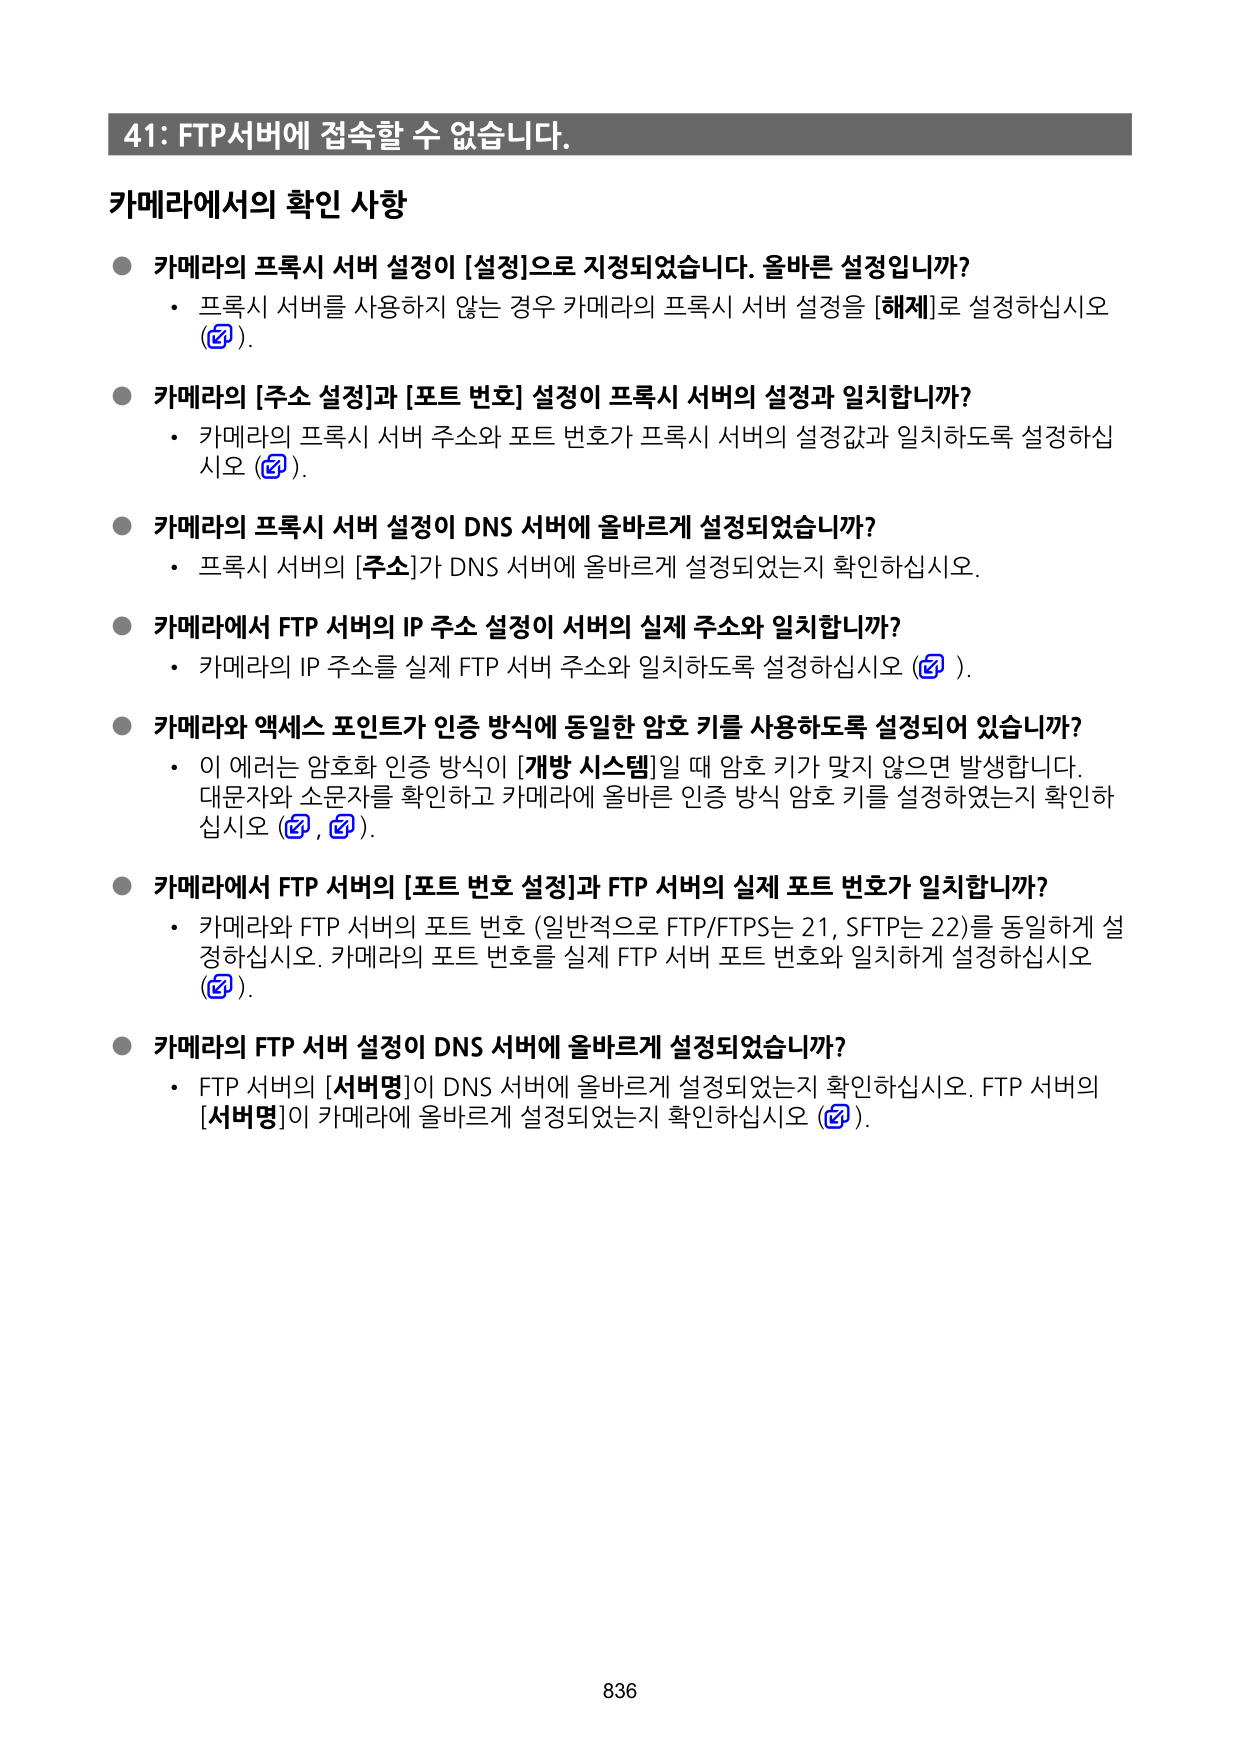 41: FTP서버에 접속할 수 없습니다.
카메라에서의 확인 사항
● 카메라의 프록시 서버 설정이 [설정]으로 지정되었습니다. 올바른 설정입니까?
• 프록시 서버를 사용하지 않는 경우 카메라의 프록시 서버 설정을 [해제]로 설정하십시오
( ).
● 카메라의 [주소 설정]과 [포트 번호] 설정이 프록시 서버의 설정과 일치합니까?
• 카메라의 프록시 서버 주소와 포트 번호가 프록시 서버의 설정값과 일치하도록 설정하십
시오 ( ).
● 카메라의 프록시 서버 설정이 DNS 서버에 올바르게 설정되었습니까?
• 프록시 서버의 [주소]가 DNS 서버에 올바르게 설정되었는지 확인하십시오.
● 카메라에서 FTP 서버의 IP 주소 설정이 서버의 실제 주소와 일치합니까?
• 카메라의 IP 주소를 실제 FTP 서버 주소와 일치하도록 설정하십시오 ( ).
● 카메라와 액세스 포인트가 인증 방식에 동일한 암호 키를 사용하도록 설정되어 있습니까?
• 이 에러는 암호화 인증 방식이 [개방 시스템]일 때 암호 키가 맞지 않으면 발생합니다.
대문자와 소문자를 확인하고 카메라에 올바른 인증 방식 암호 키를 설정하였는지 확인하
십시오 ( , ).
● 카메라에서 FTP 서버의 [포트 번호 설정]과 FTP 서버의 실제 포트 번호가 일치합니까?
• 카메라와 FTP 서버의 포트 번호 (일반적으로 FTP/FTPS는 21, SFTP는 22)를 동일하게 설
정하십시오. 카메라의 포트 번호를 실제 FTP 서버 포트 번호와 일치하게 설정하십시오
( ).
● 카메라의 FTP 서버 설정이 DNS 서버에 올바르게 설정되었습니까?
• FTP 서버의 [서버명]이 DNS 서버에 올바르게 설정되었는지 확인하십시오. FTP 서버의
[서버명]이 카메라에 올바르게 설정되었는지 확인하십시오 ( ).
836